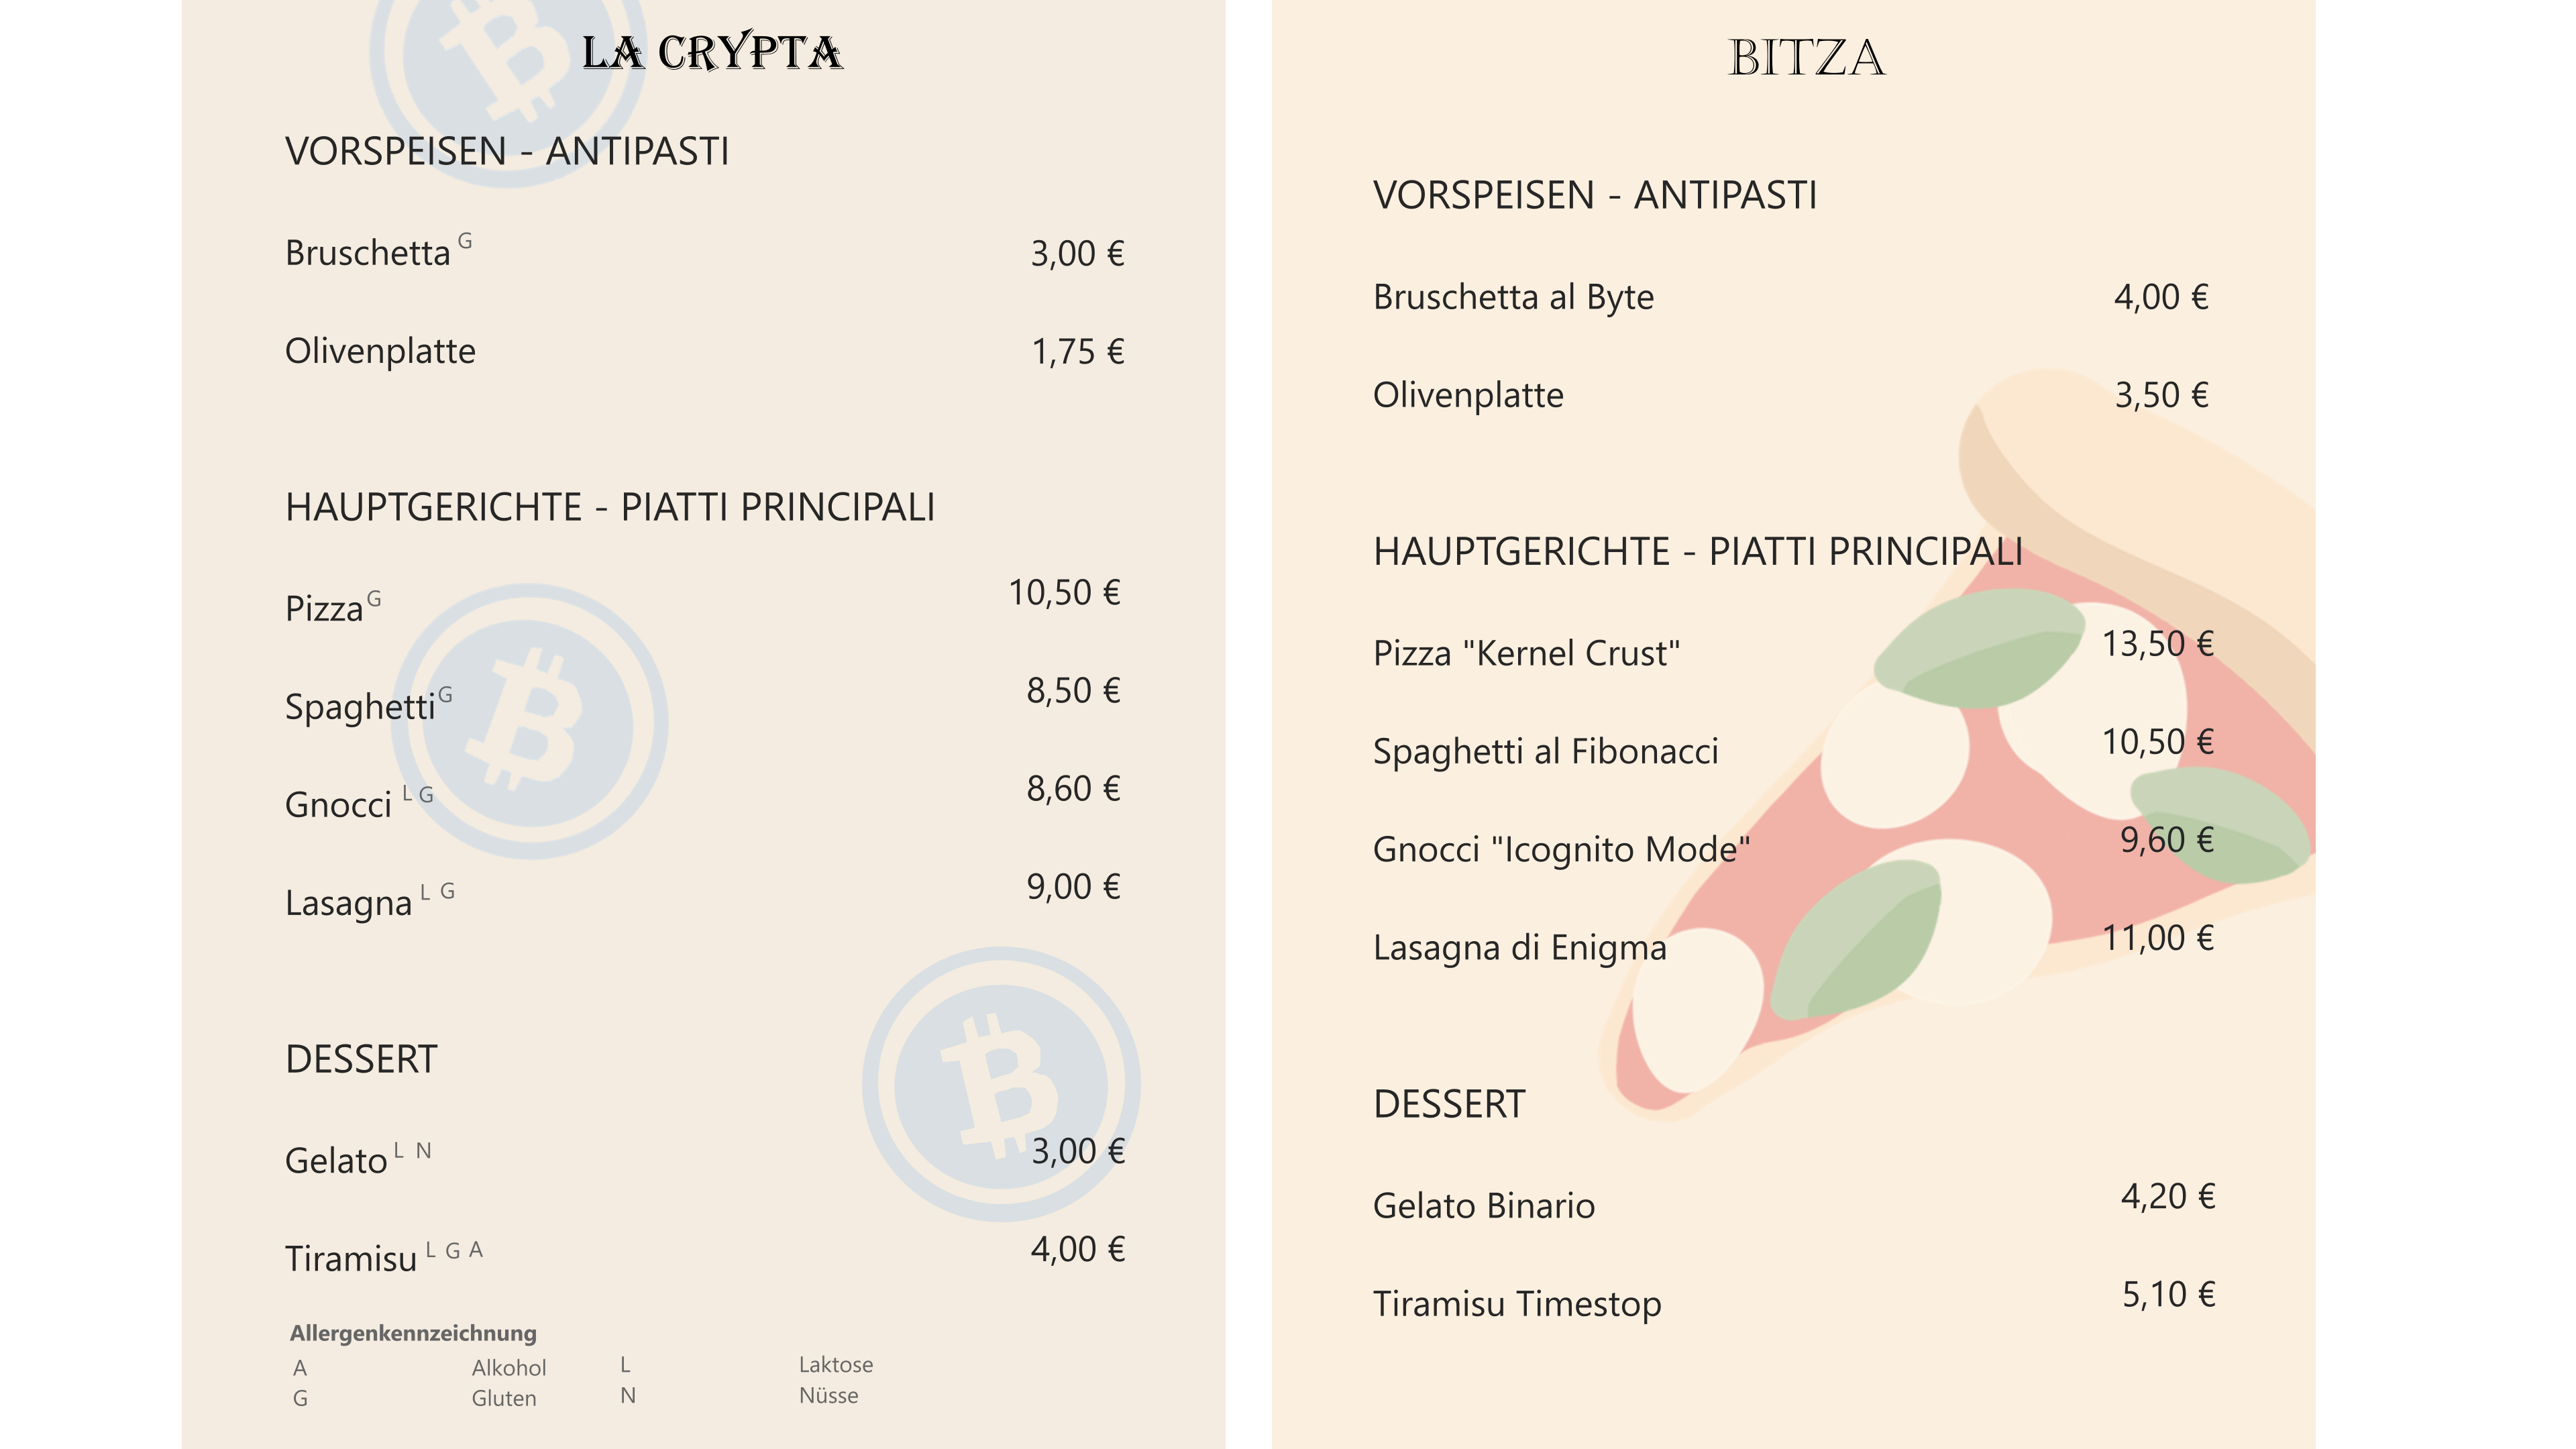 LA CRYPTA
VORSPEISEN - ANTIPASTI
Bruschetta G 3,00 €
Olivenplatte 1,75 €
HAUPTGERICHTE - PIATTI PRINCIPALI
Pizza G 10,50 €
Spaghetti G 8,50 €
Gnocci L G 8,60 €
Lasagna L G 9,00 €
DESSERT
Gelato L N 3,00 €
Tiramisu L G A 4,00 €
Allergenkennzeichnung
A Alkohol L Laktose
G Gluten N Nüsse
BITZA
VORSPEISEN - ANTIPASTI
Bruschetta al Byte 4,00 €
Olivenplatte 3,50 €
HAUPTGERICHTE - PIATTI PRINCIPALI
Pizza "Kernel Crust" 13,50 €
Spaghetti al Fibonacci 10,50 €
Gnocci "Icognito Mode" 9,60 €
Lasagna di Enigma 11,00 €
DESSERT
Gelato Binario 4,20 €
Tiramisu Timestop 5,10 €